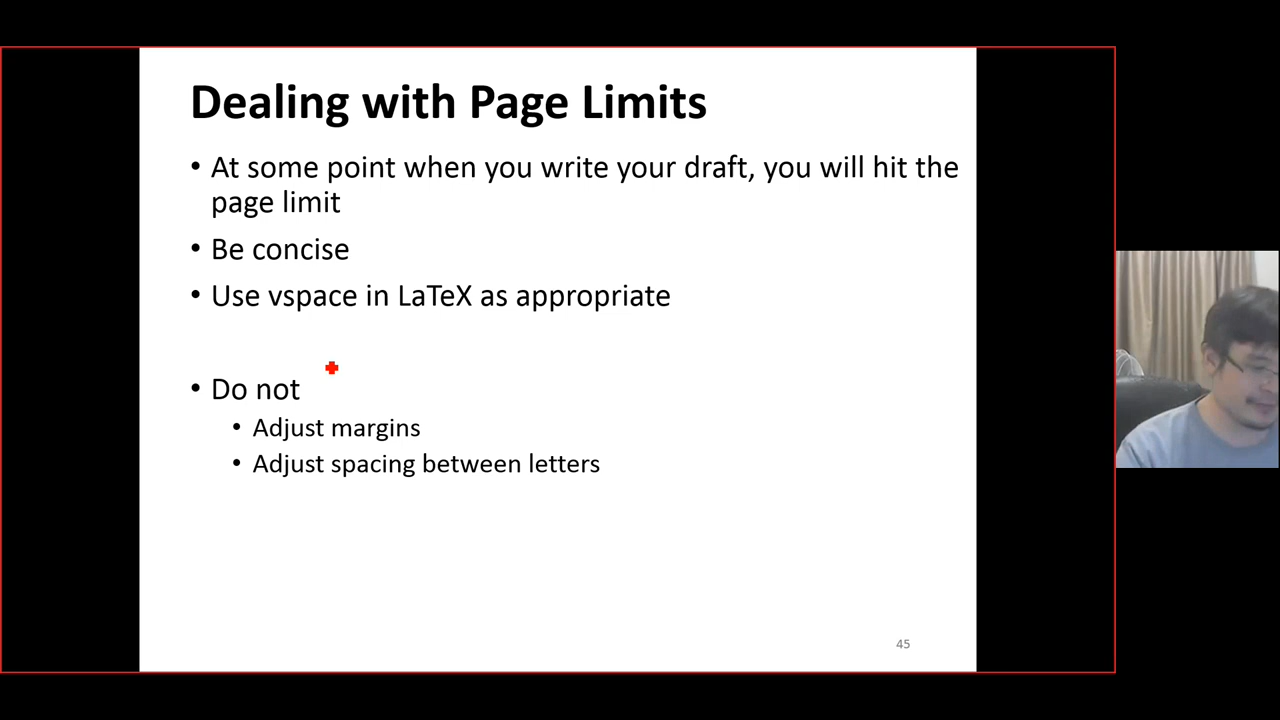 Dealing with Page Limits
• At some point when you write your draft, you will hit the
page limit
• Be concise
• Use vspace in LaTeX as appropriate
• Do not
• Adjust margins
• Adjust spacing between letters
45